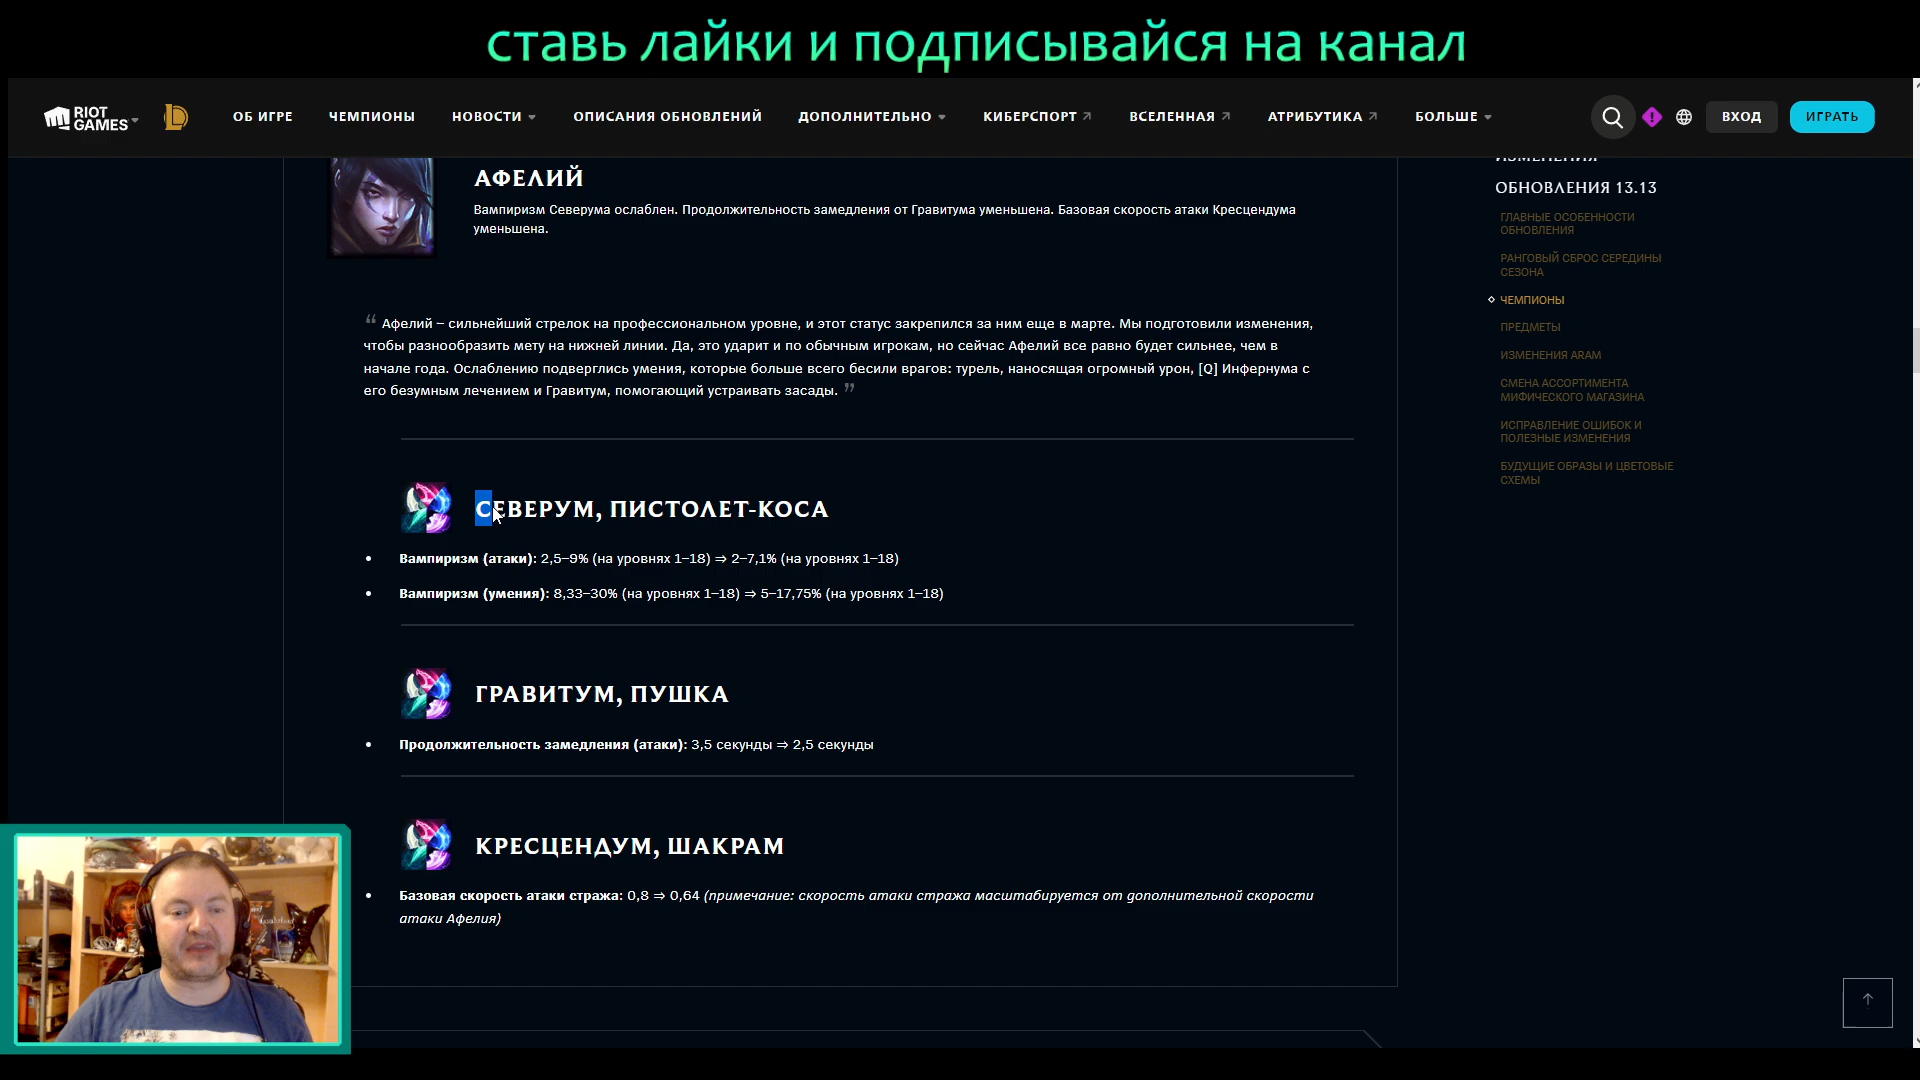 ставь лайки и подписывайся на канал
RIOT
GAMES
ОБ ИГРЕ ЧЕМПИОНЫ НОВОСТИ ОПИСАНИЯ ОБНОВЛЕНИЙ ДОПОЛНИТЕЛЬНО КИБЕРСПОРТ ВСЕЛЕННАЯ АТРИБУТИКА БОЛЬШЕ ВХОД ИГРАТЬ
АФЕЛИЙ
Вампиризм Северума ослаблен. Продолжительность замедления от Гравитума уменьшена. Базовая скорость атаки Кресцендума
уменьшена.
“ Афелий – сильнейший стрелок на профессиональном уровне, и этот статус закрепился за ним еще в марте. Мы подготовили изменения,
чтобы разнообразить мету на нижней линии. Да, это ударит и по обычным игрокам, но сейчас Афелий все равно будет сильнее, чем в
начале года. Ослаблению подверглись умения, которые больше всего бесили врагов: турель, наносящая огромный урон, [Q] Инфернума с
его безумным лечением и Гравитум, помогающий устраивать засады. ”
СЕВЕРУМ, ПИСТОЛЕТ-КОСА
• Вампиризм (атаки): 2,5–9% (на уровнях 1–18) ⇒ 2–7,1% (на уровнях 1–18)
• Вампиризм (умения): 8,33–30% (на уровнях 1–18) ⇒ 5–17,75% (на уровнях 1–18)
ГРАВИТУМ, ПУШКА
• Продолжительность замедления (атаки): 3,5 секунды ⇒ 2,5 секунды
КРЕСЦЕНДУМ, ШАКРАМ
• Базовая скорость атаки стража: 0,8 ⇒ 0,64 (примечание: скорость атаки стража масштабируется от дополнительной скорости
атаки Афелия)
ИЗМЕНЕНИЯ
ОБНОВЛЕНИЯ 13.13
ГЛАВНЫЕ ОСОБЕННОСТИ
ОБНОВЛЕНИЯ
РАНГОВЫЙ СБРОС СЕРЕДИНЫ
СЕЗОНА
ЧЕМПИОНЫ
ПРЕДМЕТЫ
ИЗМЕНЕНИЯ ARAM
СМЕНА АССОРТИМЕНТА
МИФИЧЕСКОГО МАГАЗИНА
ИСПРАВЛЕНИЕ ОШИБОК И
ПОЛЕЗНЫЕ ИЗМЕНЕНИЯ
БУДУЩИЕ ОБРАЗЫ И ЦВЕТОВЫЕ
СХЕМЫ